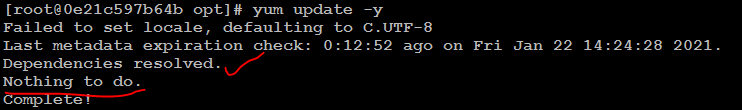 [root@0e21c597b64b opt]# yum update -y
Failed to set locale, defaulting to C.UTF-8
Last metadata expiration check: 0:12:52 ago on Fri Jan 22 14:24:28 2021.
Dependencies resolved.
Nothing to do.
Complete!